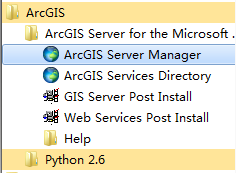 ArcGIS
ArcGIS Server for the Microsoft .
ArcGIS Server Manager
ArcGIS Services Directory
GIS Server Post Install
Web Services Post Install
Help
Python 2.6